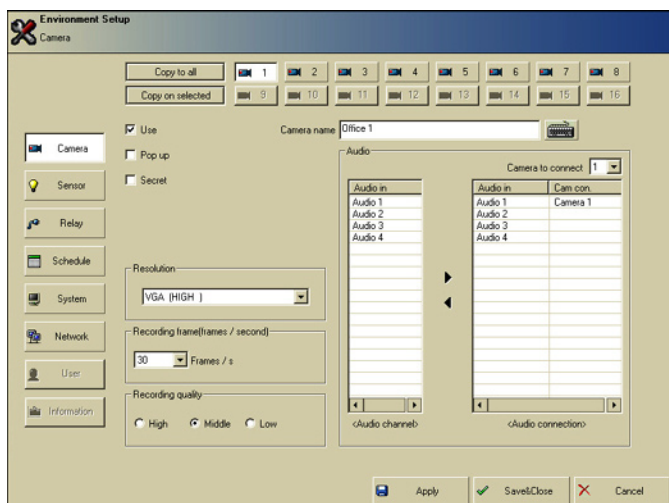 Environment Setup
Camera
Copy to all
1 2 3 4 5 6 7 8
Copy on selected
9 10 11 12 13 14 15 16
Use
Camera name Office 1
Pop up
Secret
Camera
Sensor
Relay
Schedule
System
Network
User
Information
Resolution
VGA (HIGH )
Recording frame(frames / second)
30 Frames / s
Recording quality
High Middle Low
Audio
Camera to connect 1
Audio in
Audio 1
Audio 2
Audio 3
Audio 4
<Audio channel>
Audio in Cam con.
Audio 1 Camera 1
Audio 2
Audio 3
Audio 4
<Audio connection>
Apply Save&Close Cancel